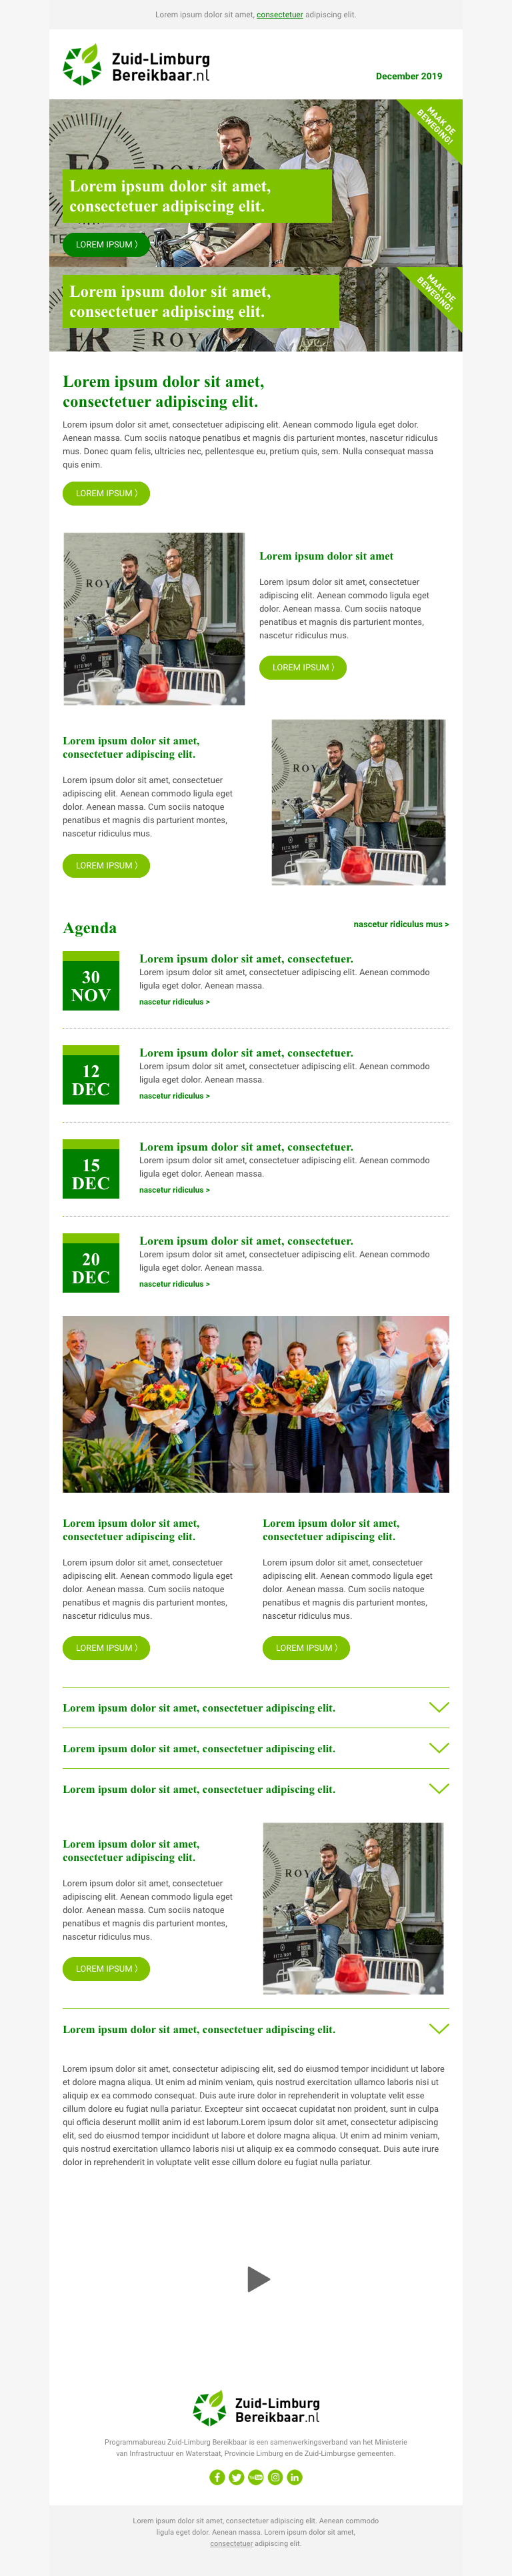 Lorem ipsum dolor sit amet, consectetuer adipiscing elit.
Zuid-Limburg
Bereikbaar.nl
December 2019
MAAK DE
BEWEGING!
Lorem ipsum dolor sit amet,
consectetuer adipiscing elit.
LOREM IPSUM 〉
MAAK DE
BEWEGING!
Lorem ipsum dolor sit amet,
consectetuer adipiscing elit.
ROY
Lorem ipsum dolor sit amet,
consectetuer adipiscing elit.
Lorem ipsum dolor sit amet, consectetuer adipiscing elit. Aenean commodo ligula eget dolor.
Aenean massa. Cum sociis natoque penatibus et magnis dis parturient montes, nascetur ridiculus
mus. Donec quam felis, ultricies nec, pellentesque eu, pretium quis, sem. Nulla consequat massa
quis enim.
LOREM IPSUM 〉
ROY
Lorem ipsum dolor sit amet
Lorem ipsum dolor sit amet, consectetuer
adipiscing elit. Aenean commodo ligula eget
dolor. Aenean massa. Cum sociis natoque
penatibus et magnis dis parturient montes,
nascetur ridiculus mus.
LOREM IPSUM 〉
Lorem ipsum dolor sit amet,
consectetuer adipiscing elit.
Lorem ipsum dolor sit amet, consectetuer
adipiscing elit. Aenean commodo ligula eget
dolor. Aenean massa. Cum sociis natoque
penatibus et magnis dis parturient montes,
nascetur ridiculus mus.
LOREM IPSUM 〉
ROY
Agenda
nascetur ridiculus mus >
30
NOV
Lorem ipsum dolor sit amet, consectetuer.
Lorem ipsum dolor sit amet, consectetuer adipiscing elit. Aenean commodo
ligula eget dolor. Aenean massa.
nascetur ridiculus >
12
DEC
Lorem ipsum dolor sit amet, consectetuer.
Lorem ipsum dolor sit amet, consectetuer adipiscing elit. Aenean commodo
ligula eget dolor. Aenean massa.
nascetur ridiculus >
15
DEC
Lorem ipsum dolor sit amet, consectetuer.
Lorem ipsum dolor sit amet, consectetuer adipiscing elit. Aenean commodo
ligula eget dolor. Aenean massa.
nascetur ridiculus >
20
DEC
Lorem ipsum dolor sit amet, consectetuer.
Lorem ipsum dolor sit amet, consectetuer adipiscing elit. Aenean commodo
ligula eget dolor. Aenean massa.
nascetur ridiculus >
Lorem ipsum dolor sit amet,
consectetuer adipiscing elit.
Lorem ipsum dolor sit amet, consectetuer
adipiscing elit. Aenean commodo ligula eget
dolor. Aenean massa. Cum sociis natoque
penatibus et magnis dis parturient montes,
nascetur ridiculus mus.
LOREM IPSUM 〉
Lorem ipsum dolor sit amet,
consectetuer adipiscing elit.
Lorem ipsum dolor sit amet, consectetuer
adipiscing elit. Aenean commodo ligula eget
dolor. Aenean massa. Cum sociis natoque
penatibus et magnis dis parturient montes,
nascetur ridiculus mus.
LOREM IPSUM 〉
Lorem ipsum dolor sit amet, consectetuer adipiscing elit.
Lorem ipsum dolor sit amet, consectetuer adipiscing elit.
Lorem ipsum dolor sit amet, consectetuer adipiscing elit.
Lorem ipsum dolor sit amet,
consectetuer adipiscing elit.
Lorem ipsum dolor sit amet, consectetuer
adipiscing elit. Aenean commodo ligula eget
dolor. Aenean massa. Cum sociis natoque
penatibus et magnis dis parturient montes,
nascetur ridiculus mus.
LOREM IPSUM 〉
ROY
Lorem ipsum dolor sit amet, consectetuer adipiscing elit.
Lorem ipsum dolor sit amet, consectetur adipiscing elit, sed do eiusmod tempor incididunt ut labore
et dolore magna aliqua. Ut enim ad minim veniam, quis nostrud exercitation ullamco laboris nisi ut
aliquip ex ea commodo consequat. Duis aute irure dolor in reprehenderit in voluptate velit esse
cillum dolore eu fugiat nulla pariatur. Excepteur sint occaecat cupidatat non proident, sunt in culpa
qui officia deserunt mollit anim id est laborum.Lorem ipsum dolor sit amet, consectetur adipiscing
elit, sed do eiusmod tempor incididunt ut labore et dolore magna aliqua. Ut enim ad minim veniam,
quis nostrud exercitation ullamco laboris nisi ut aliquip ex ea commodo consequat. Duis aute irure
dolor in reprehenderit in voluptate velit esse cillum dolore eu fugiat nulla pariatur.
Zuid-Limburg
Bereikbaar.nl
Programmabureau Zuid-Limburg Bereikbaar is een samenwerkingsverband van het Ministerie
van Infrastructuur en Waterstaat, Provincie Limburg en de Zuid-Limburgse gemeenten.
Lorem ipsum dolor sit amet, consectetuer adipiscing elit. Aenean commodo
ligula eget dolor. Aenean massa. Lorem ipsum dolor sit amet,
consectetuer adipiscing elit.